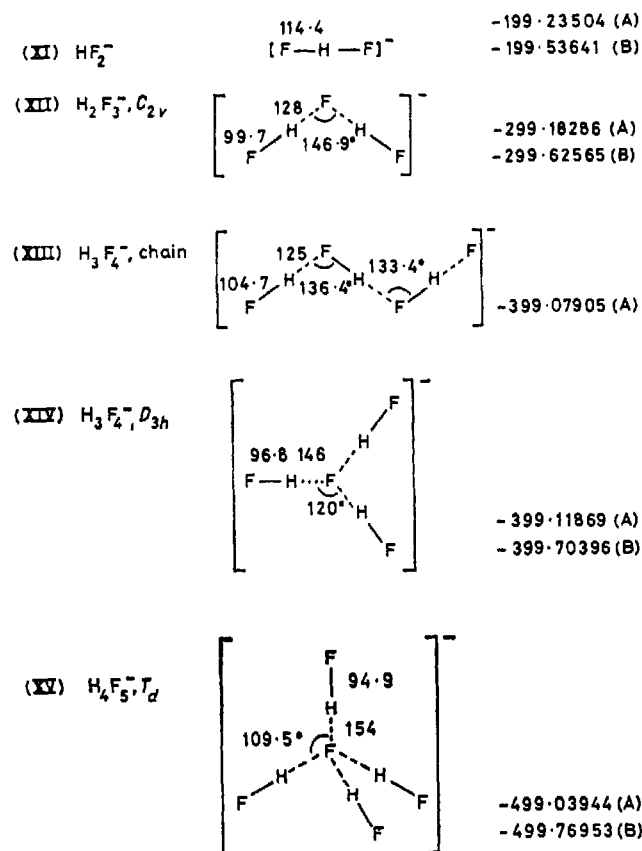 114·4
-199·23504 (A)
(XI) HF₂⁻ [F—H—F]⁻ -199·53641 (B)
(XII) H₂F₃⁻, C₂ᵥ
F
128
H H
99·7 146·9°
F F
-
-299·18286 (A)
-299·62565 (B)
(XIII) H₃F₄⁻, chain
125 F 133·4° F
H H H
104·7 136·4°
F F
-
-399·07905 (A)
(XIV) H₃F₄⁻, D₃ₕ
-
F
H
96·8 146
F—H F
120° H
F
-399·11869 (A)
-399·70396 (B)
(XV) H₄F₅⁻, T_d
-
F
94·9
H
109·5° 154
F
H H
F H F
F
-499·03944 (A)
-499·76953 (B)